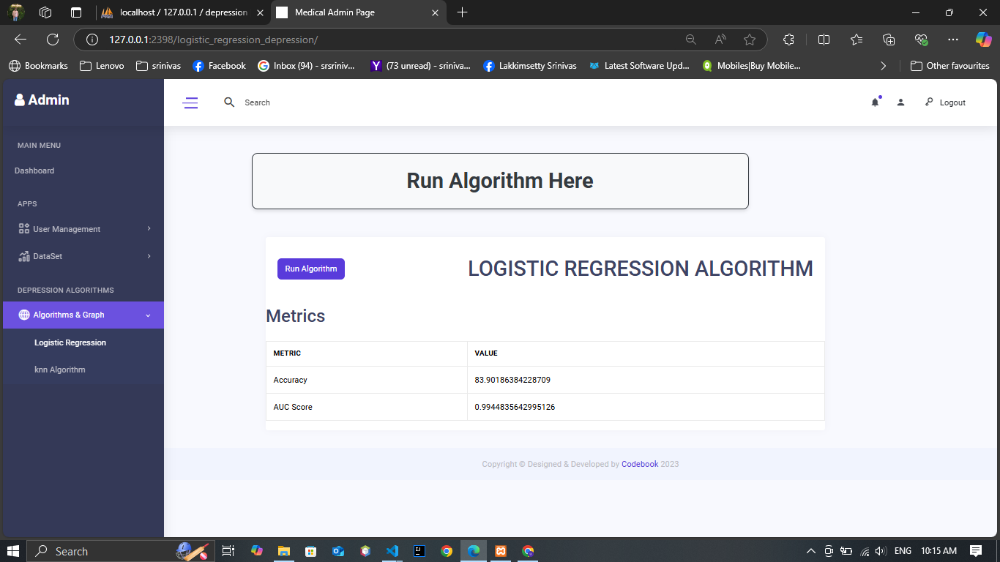 localhost / 127.0.0.1 / depression
Medical Admin Page
127.0.0.1:2398/logistic_regression_depression/
Bookmarks Lenovo srinivas Facebook Inbox (94) - srsriniv... (73 unread) - sriniva... Lakkimsetty Srinivas Latest Software Upd... Mobiles|Buy Mobile... Other favourites
Admin
Search
Logout
MAIN MENU
Dashboard
APPS
User Management
DataSet
DEPRESSION ALGORITHMS
Algorithms & Graph
Logistic Regression
knn Algorithm
Run Algorithm Here
Run Algorithm
LOGISTIC REGRESSION ALGORITHM
Metrics
METRIC VALUE
Accuracy 83.90186384228709
AUC Score 0.9944835642995126
Copyright © Designed & Developed by Codebook 2023
Search
ENG 10:15 AM